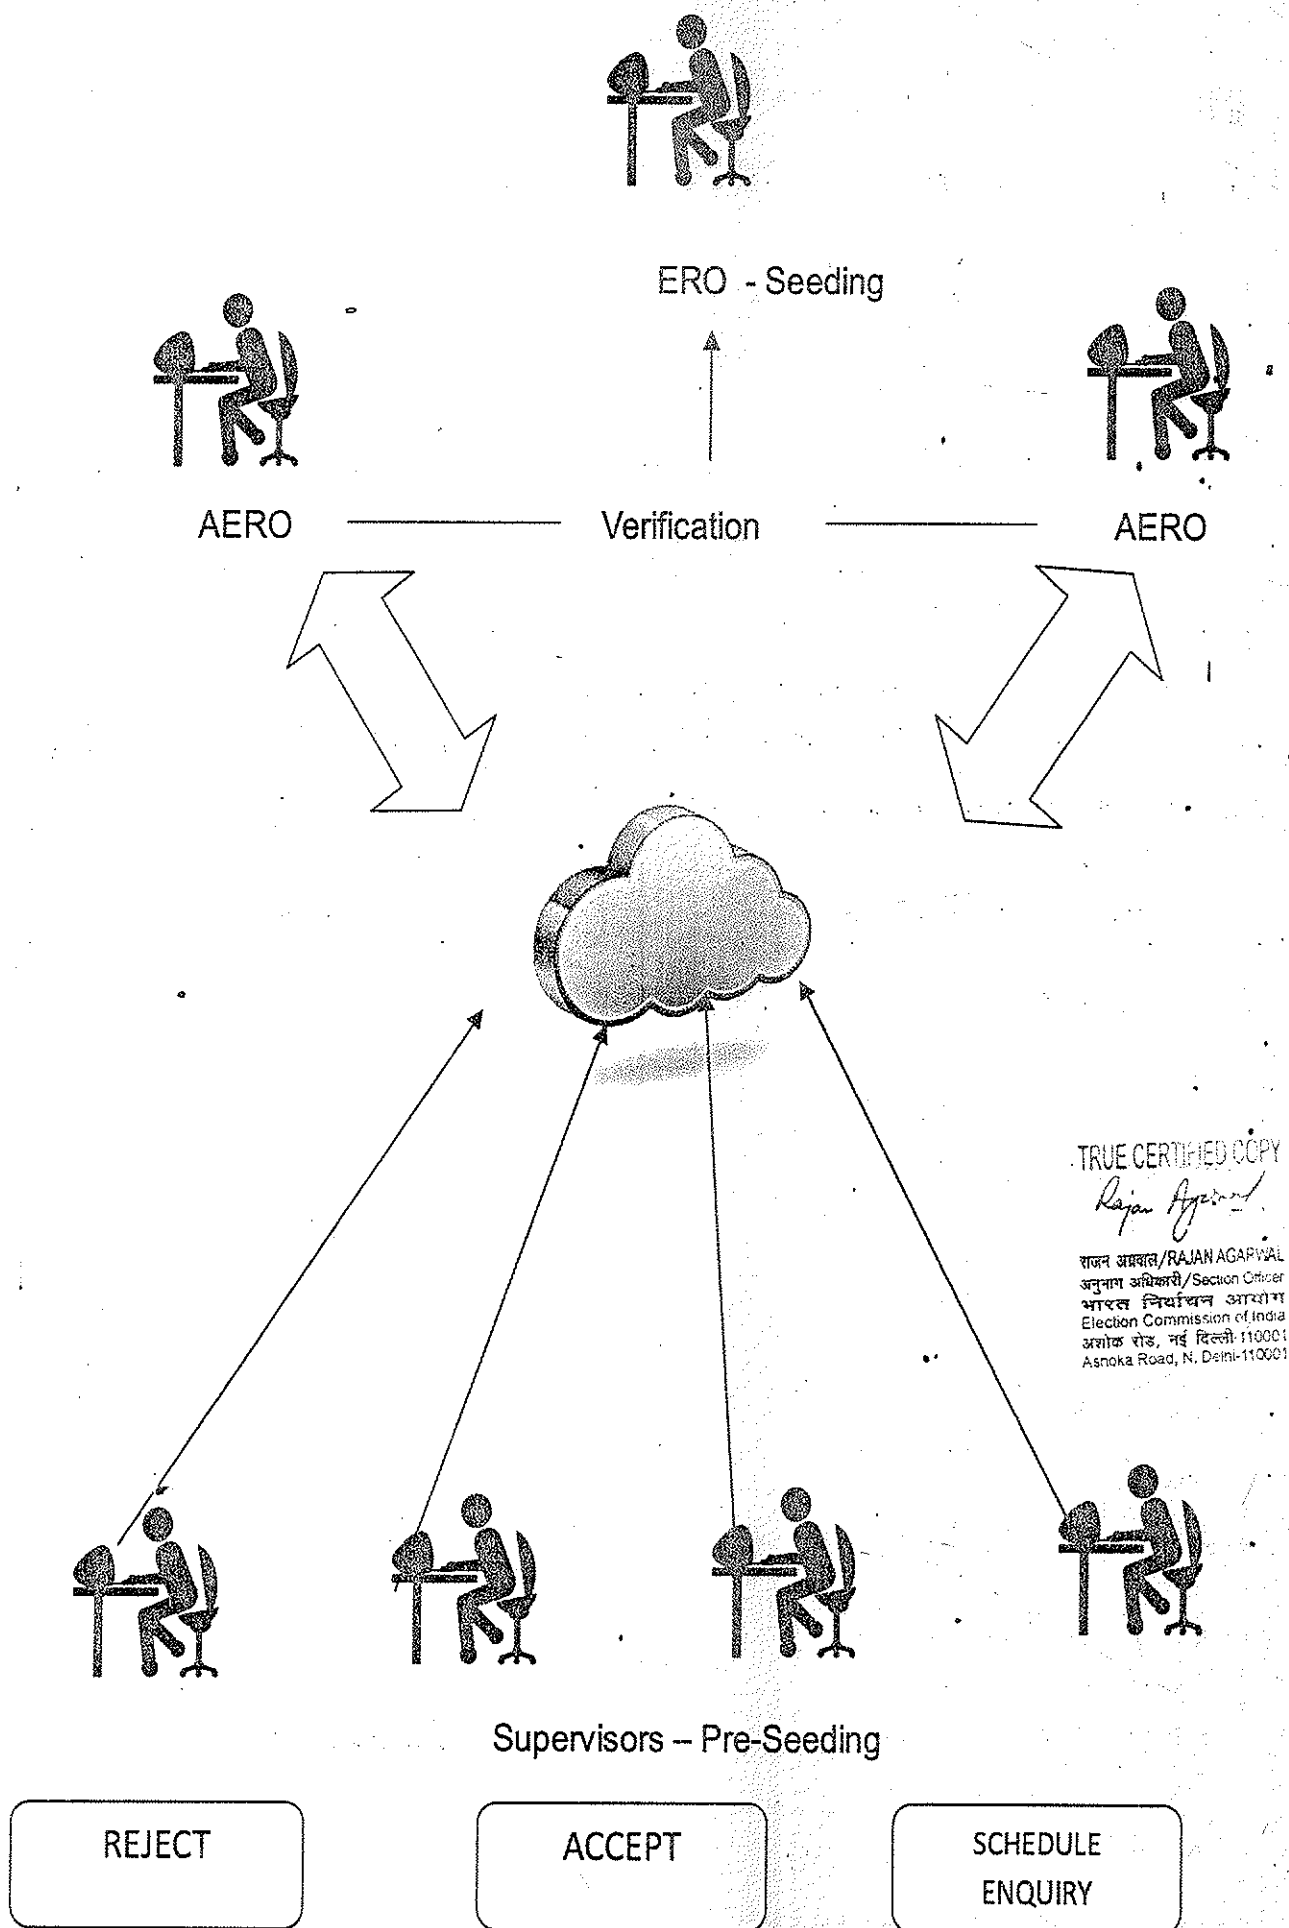 ERO - Seeding
AERO
Verification
AERO
TRUE CERTIFIED COPY
Rajan Agarwal
राजन अग्रवाल/RAJAN AGARWAL
अनुभाग अधिकारी/Section Officer
भारत निर्वाचन आयोग
Election Commission of India
अशोक रोड, नई दिल्ली-110001
Ashoka Road, N. Delhi-110001
Supervisors – Pre-Seeding
REJECT
ACCEPT
SCHEDULE
ENQUIRY